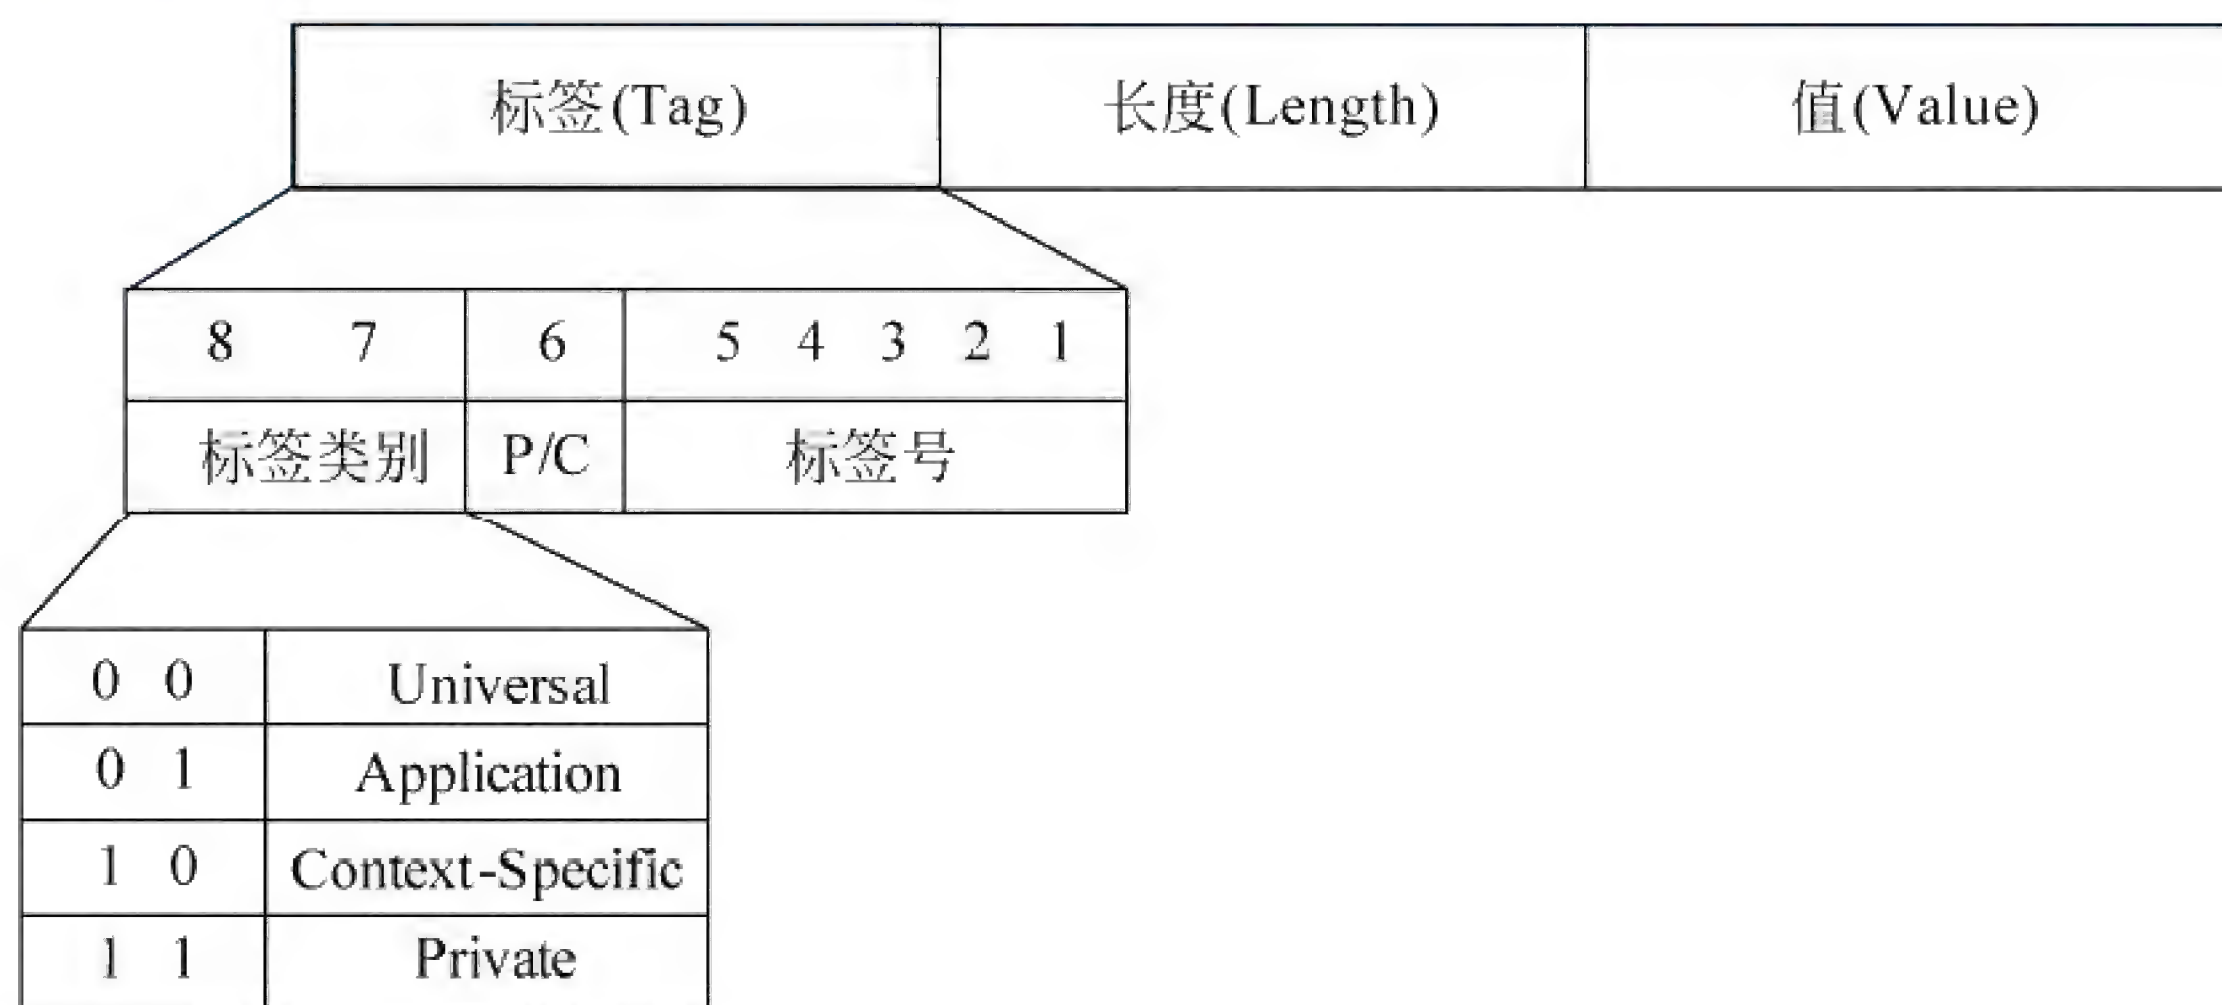 标签(Tag) 长度(Length) 值(Value)
8 7 6 5 4 3 2 1
标签类别 P/C 标签号
0 0 Universal
0 1 Application
1 0 Context-Specific
1 1 Private